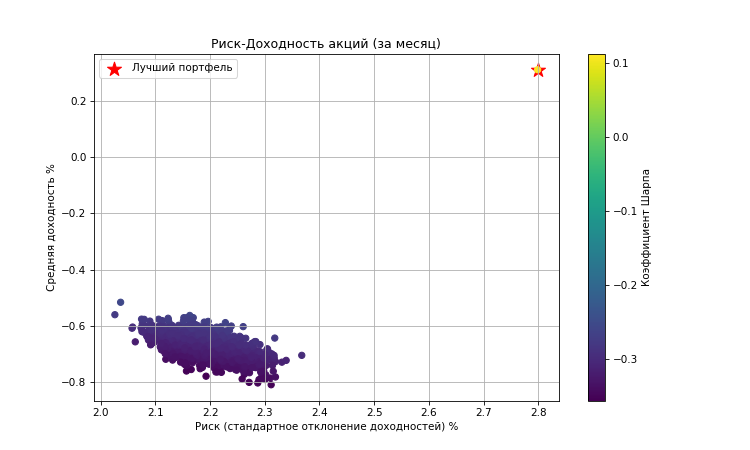 Риск-Доходность акций (за месяц)
Лучший портфель
0.2
0.0
−0.2
−0.4
−0.6
−0.8
Средняя доходность %
2.0 2.1 2.2 2.3 2.4 2.5 2.6 2.7 2.8
Риск (стандартное отклонение доходностей) %
0.1
0.0
−0.1
−0.2
−0.3
Коэффициент Шарпа